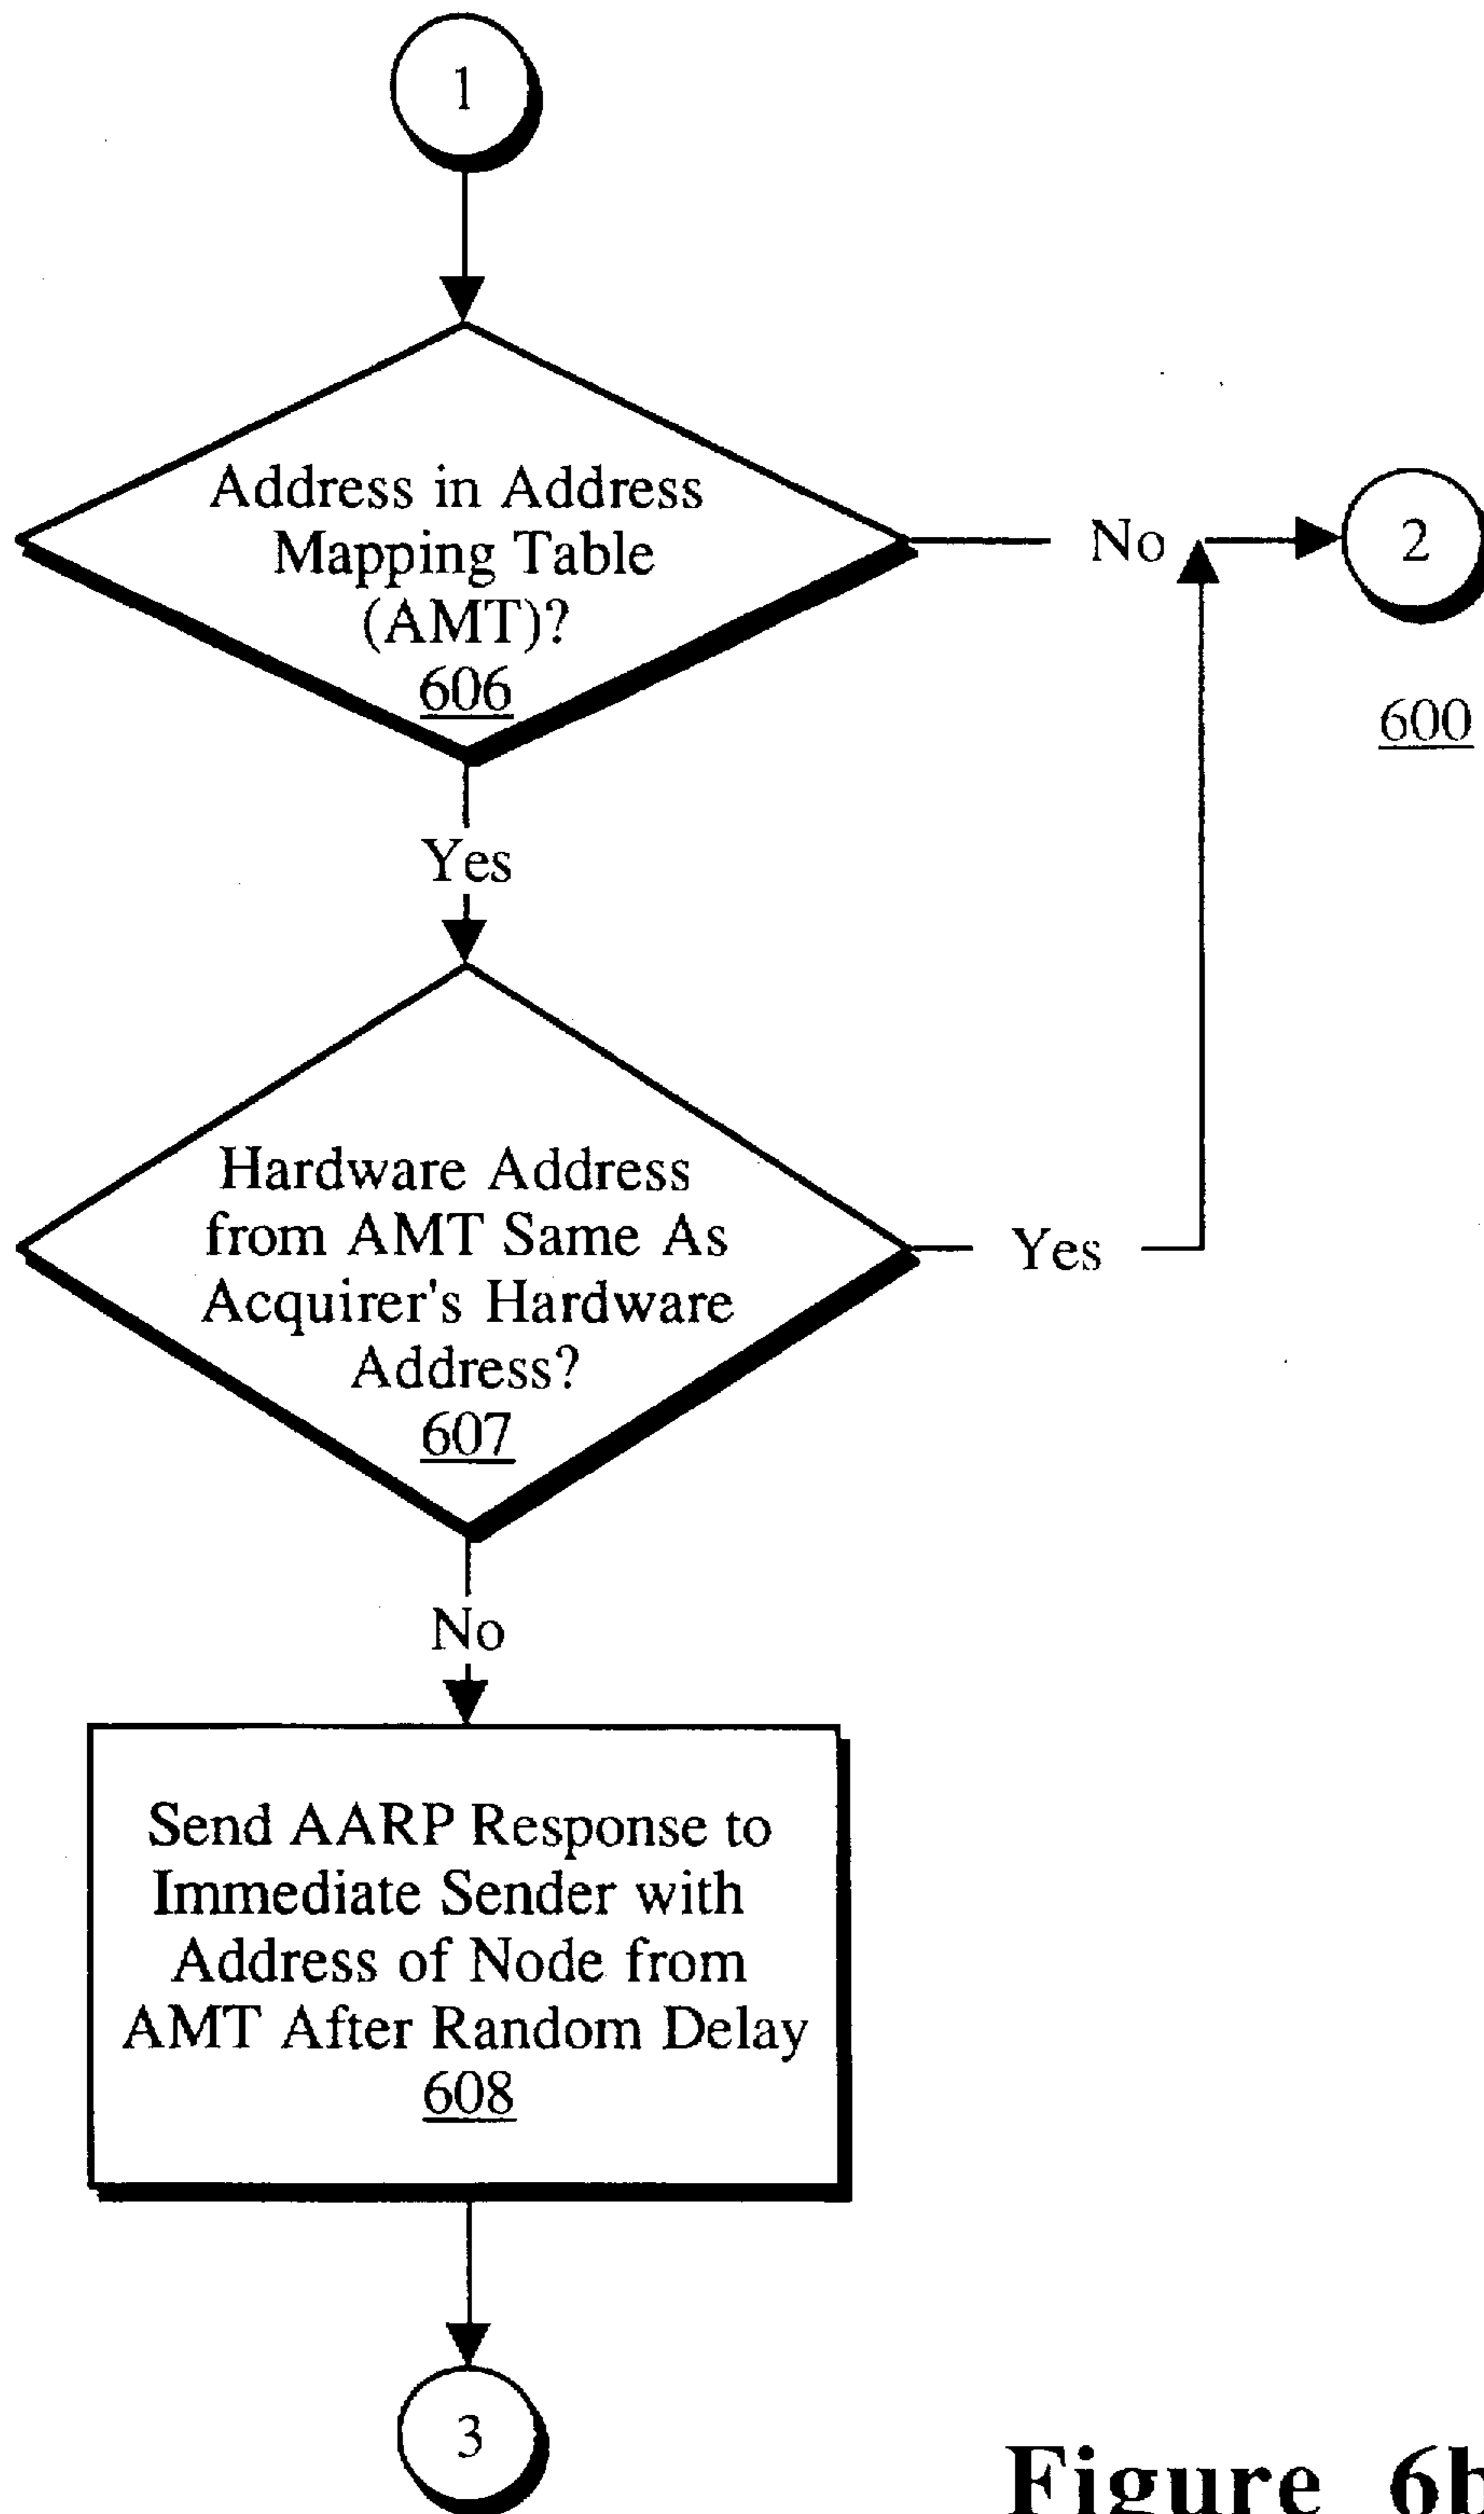 1
Address in Address
Mapping Table
(AMT)?
606
No
2
600
Yes
Hardware Address
from AMT Same As
Acquirer's Hardware
Address?
607
Yes
No
Send AARP Response to
Immediate Sender with
Address of Node from
AMT After Random Delay
608
3
Figure 6b